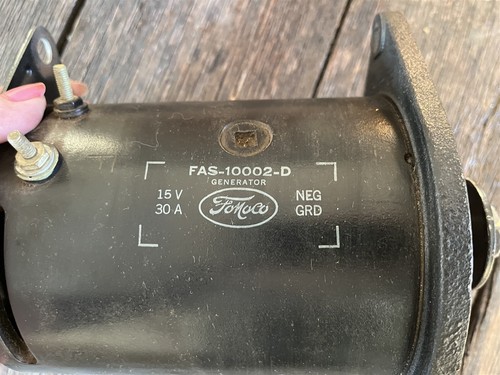 FAS-10002-D
GENERATOR
15 V
30 A
FoMoCo
NEG
GRD